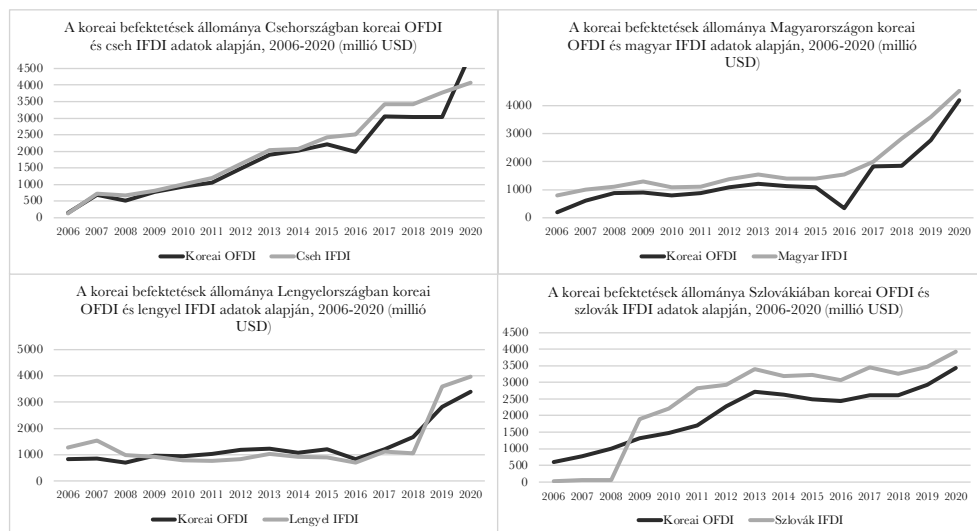 A koreai befektetések állománya Csehországban koreai OFDI
és cseh IFDI adatok alapján, 2006-2020 (millió USD)
4500
4000
3500
3000
2500
2000
1500
1000
500
0
2006 2007 2008 2009 2010 2011 2012 2013 2014 2015 2016 2017 2018 2019 2020
Koreai OFDI Cseh IFDI
A koreai befektetések állománya Magyarországon koreai
OFDI és magyar IFDI adatok alapján, 2006-2020 (millió
USD)
4000
3000
2000
1000
0
2006 2007 2008 2009 2010 2011 2012 2013 2014 2015 2016 2017 2018 2019 2020
Koreai OFDI Magyar IFDI
A koreai befektetések állománya Lengyelországban koreai
OFDI és lengyel IFDI adatok alapján, 2006-2020 (millió
USD)
5000
4000
3000
2000
1000
0
2006 2007 2008 2009 2010 2011 2012 2013 2014 2015 2016 2017 2018 2019 2020
Koreai OFDI Lengyel IFDI
A koreai befektetések állománya Szlovákiában koreai OFDI és
szlovák IFDI adatok alapján, 2006-2020 (millió USD)
4500
4000
3500
3000
2500
2000
1500
1000
500
0
2006 2007 2008 2009 2010 2011 2012 2013 2014 2015 2016 2017 2018 2019 2020
Koreai OFDI Szlovák IFDI